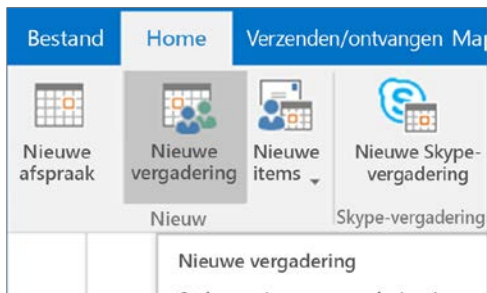 Bestand Home Verzenden/ontvangen
Nieuwe afspraak
Nieuwe vergadering
Nieuwe items
Nieuwe Skype-vergadering
Nieuw
Skype-vergadering
Nieuwe vergadering